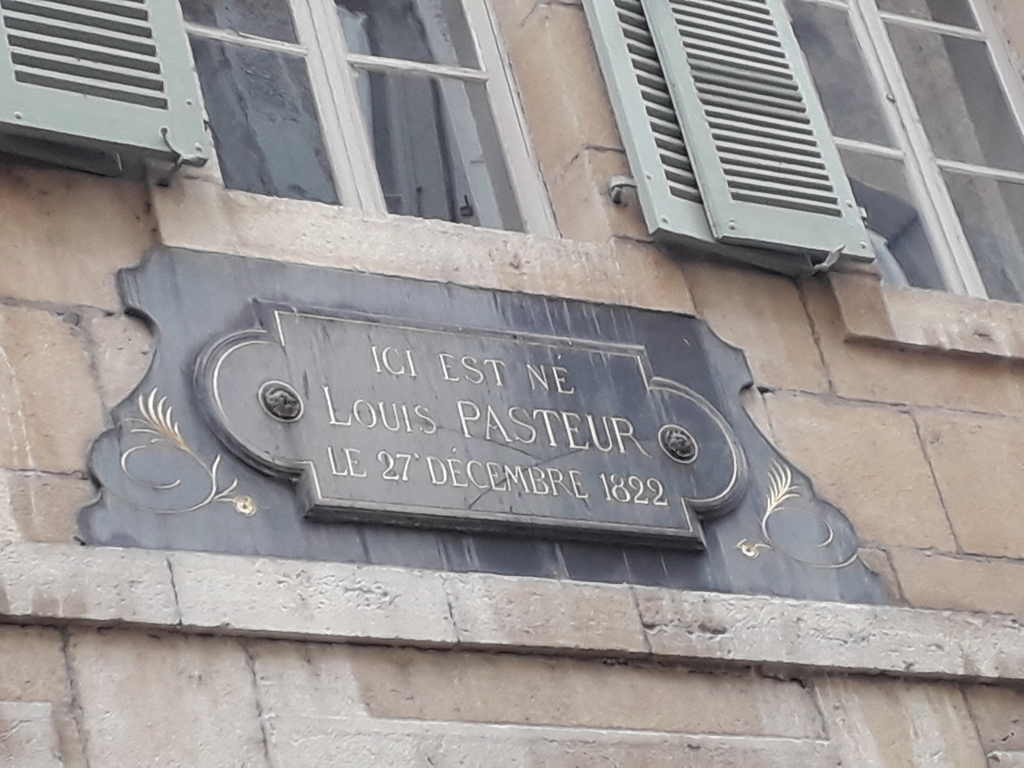 ICI EST NÉ
LOUIS PASTEUR
LE 27 DÉCEMBRE 1822